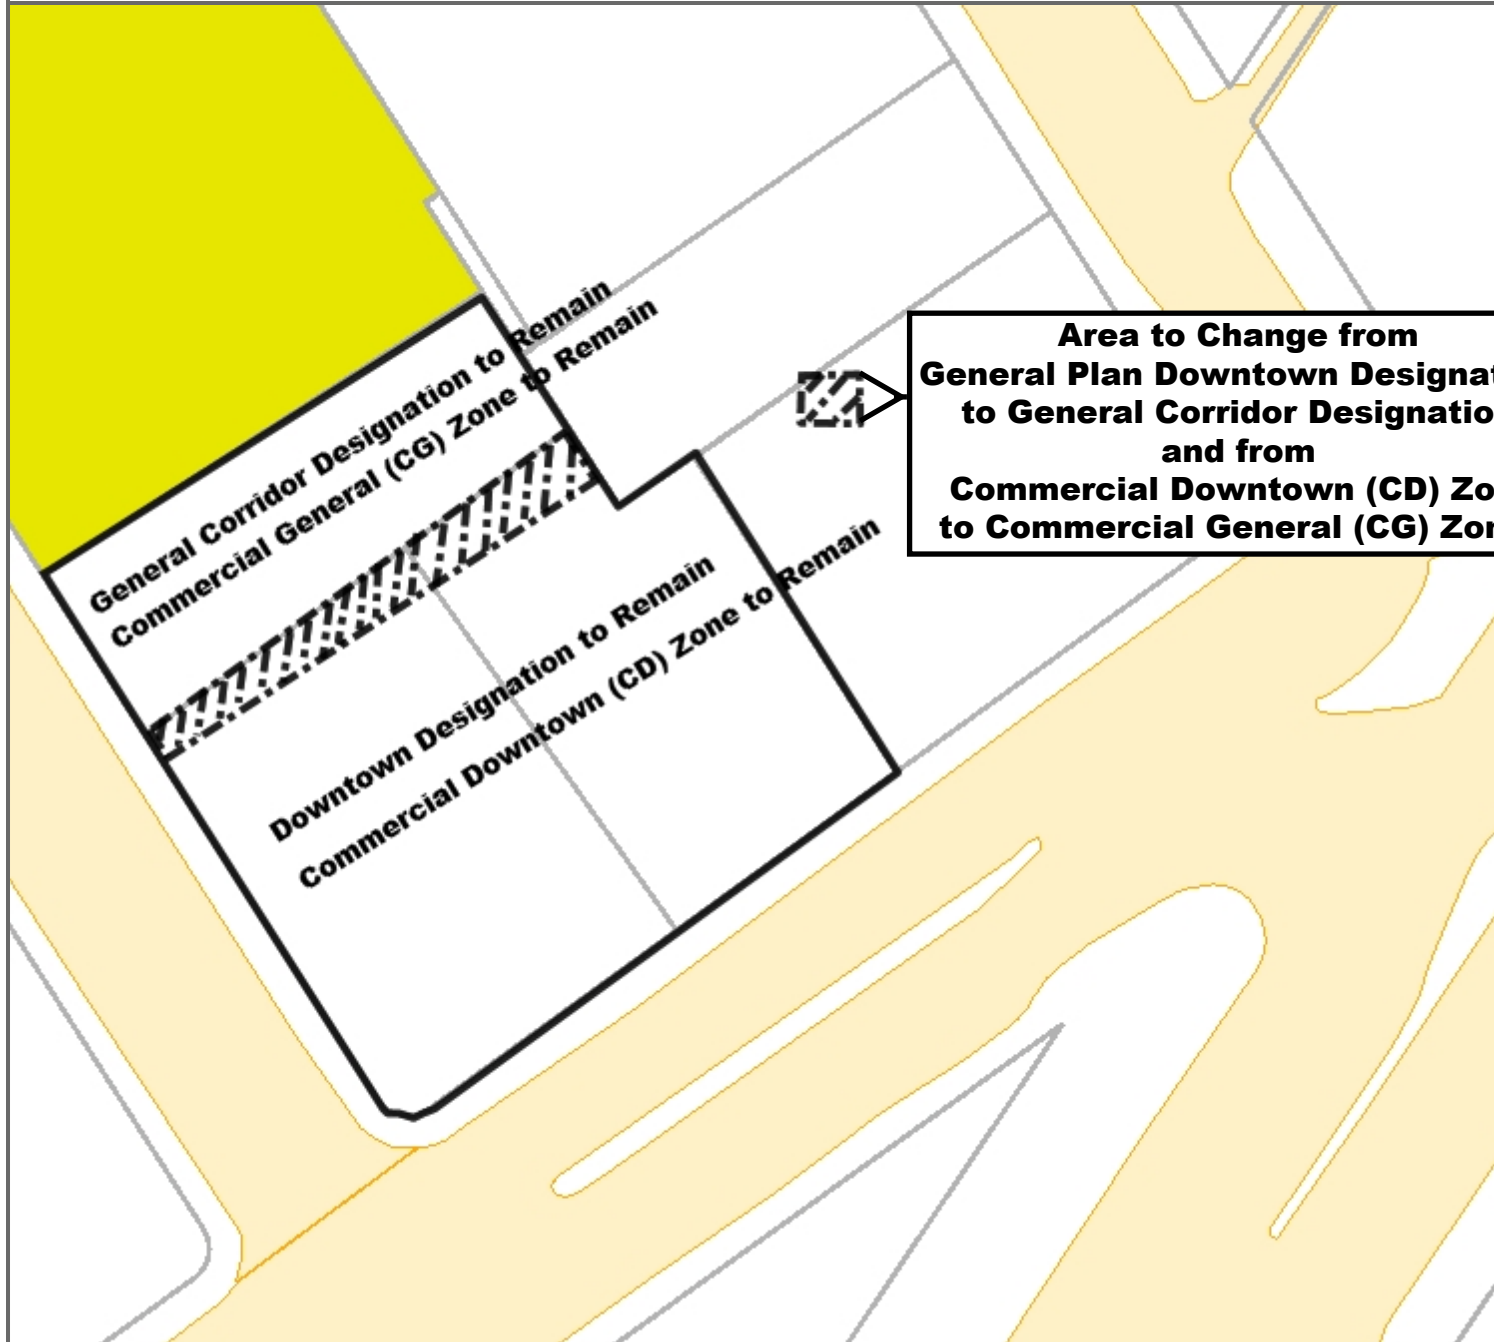 General Corridor Designation to Remain
Commercial General (CG) Zone to Remain
Area to Change from
General Plan Downtown Designat
to General Corridor Designatio
and from
Commercial Downtown (CD) Zo
to Commercial General (CG) Zon
Downtown Designation to Remain
Commercial Downtown (CD) Zone to Remain